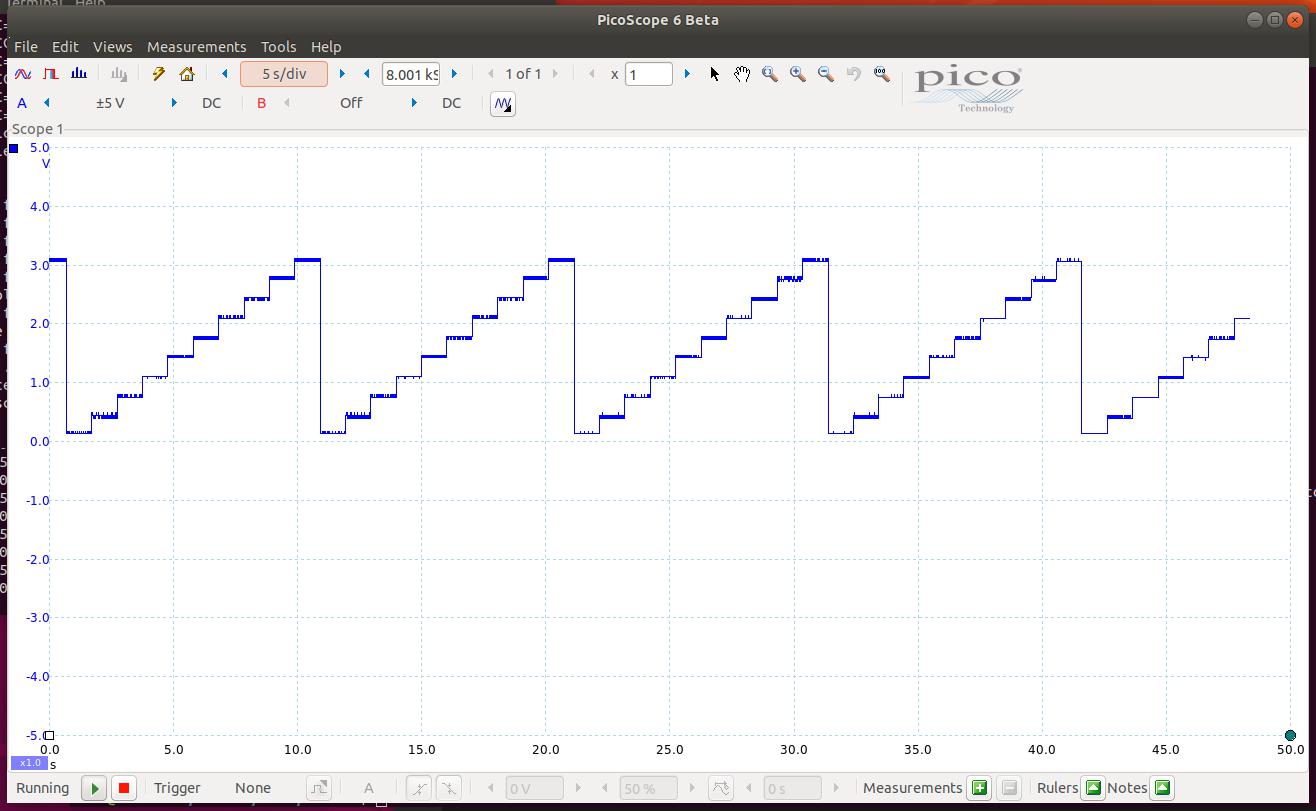 PicoScope 6 Beta
File Edit Views Measurements Tools Help
5 s/div 8.001 kS 1 of 1 x 1
pico
Technology
A ±5 V DC B Off DC
Scope 1
5.0
V
4.0
3.0
2.0
1.0
0.0
-1.0
-2.0
-3.0
-4.0
-5.0
0.0 5.0 10.0 15.0 20.0 25.0 30.0 35.0 40.0 45.0 50.0
x1.0 s
Running Trigger None A 0 V 50 % 0 s Measurements Rulers Notes